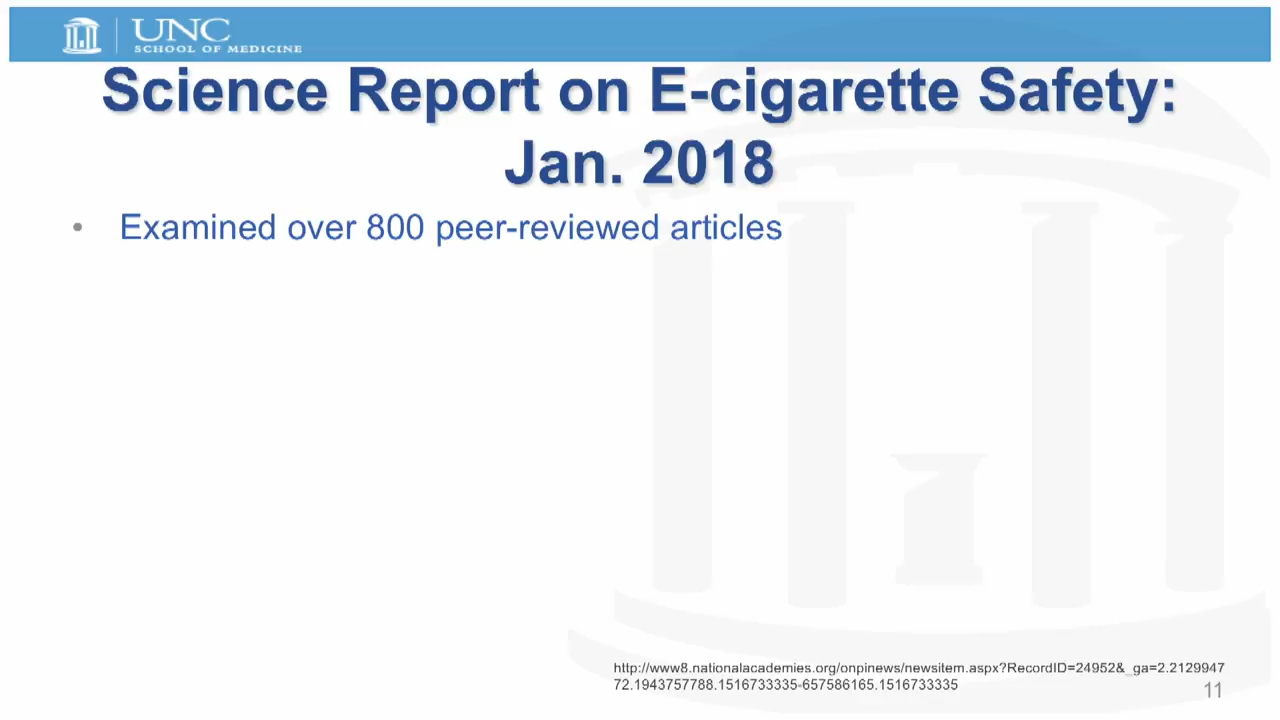 UNC
SCHOOL OF MEDICINE
Science Report on E-cigarette Safety:
Jan. 2018
• Examined over 800 peer-reviewed articles
http://www8.nationalacademies.org/onpinews/newsitem.aspx?RecordID=24952&_ga=2.2129947
72.1943757788.1516733335-657586165.1516733335
11